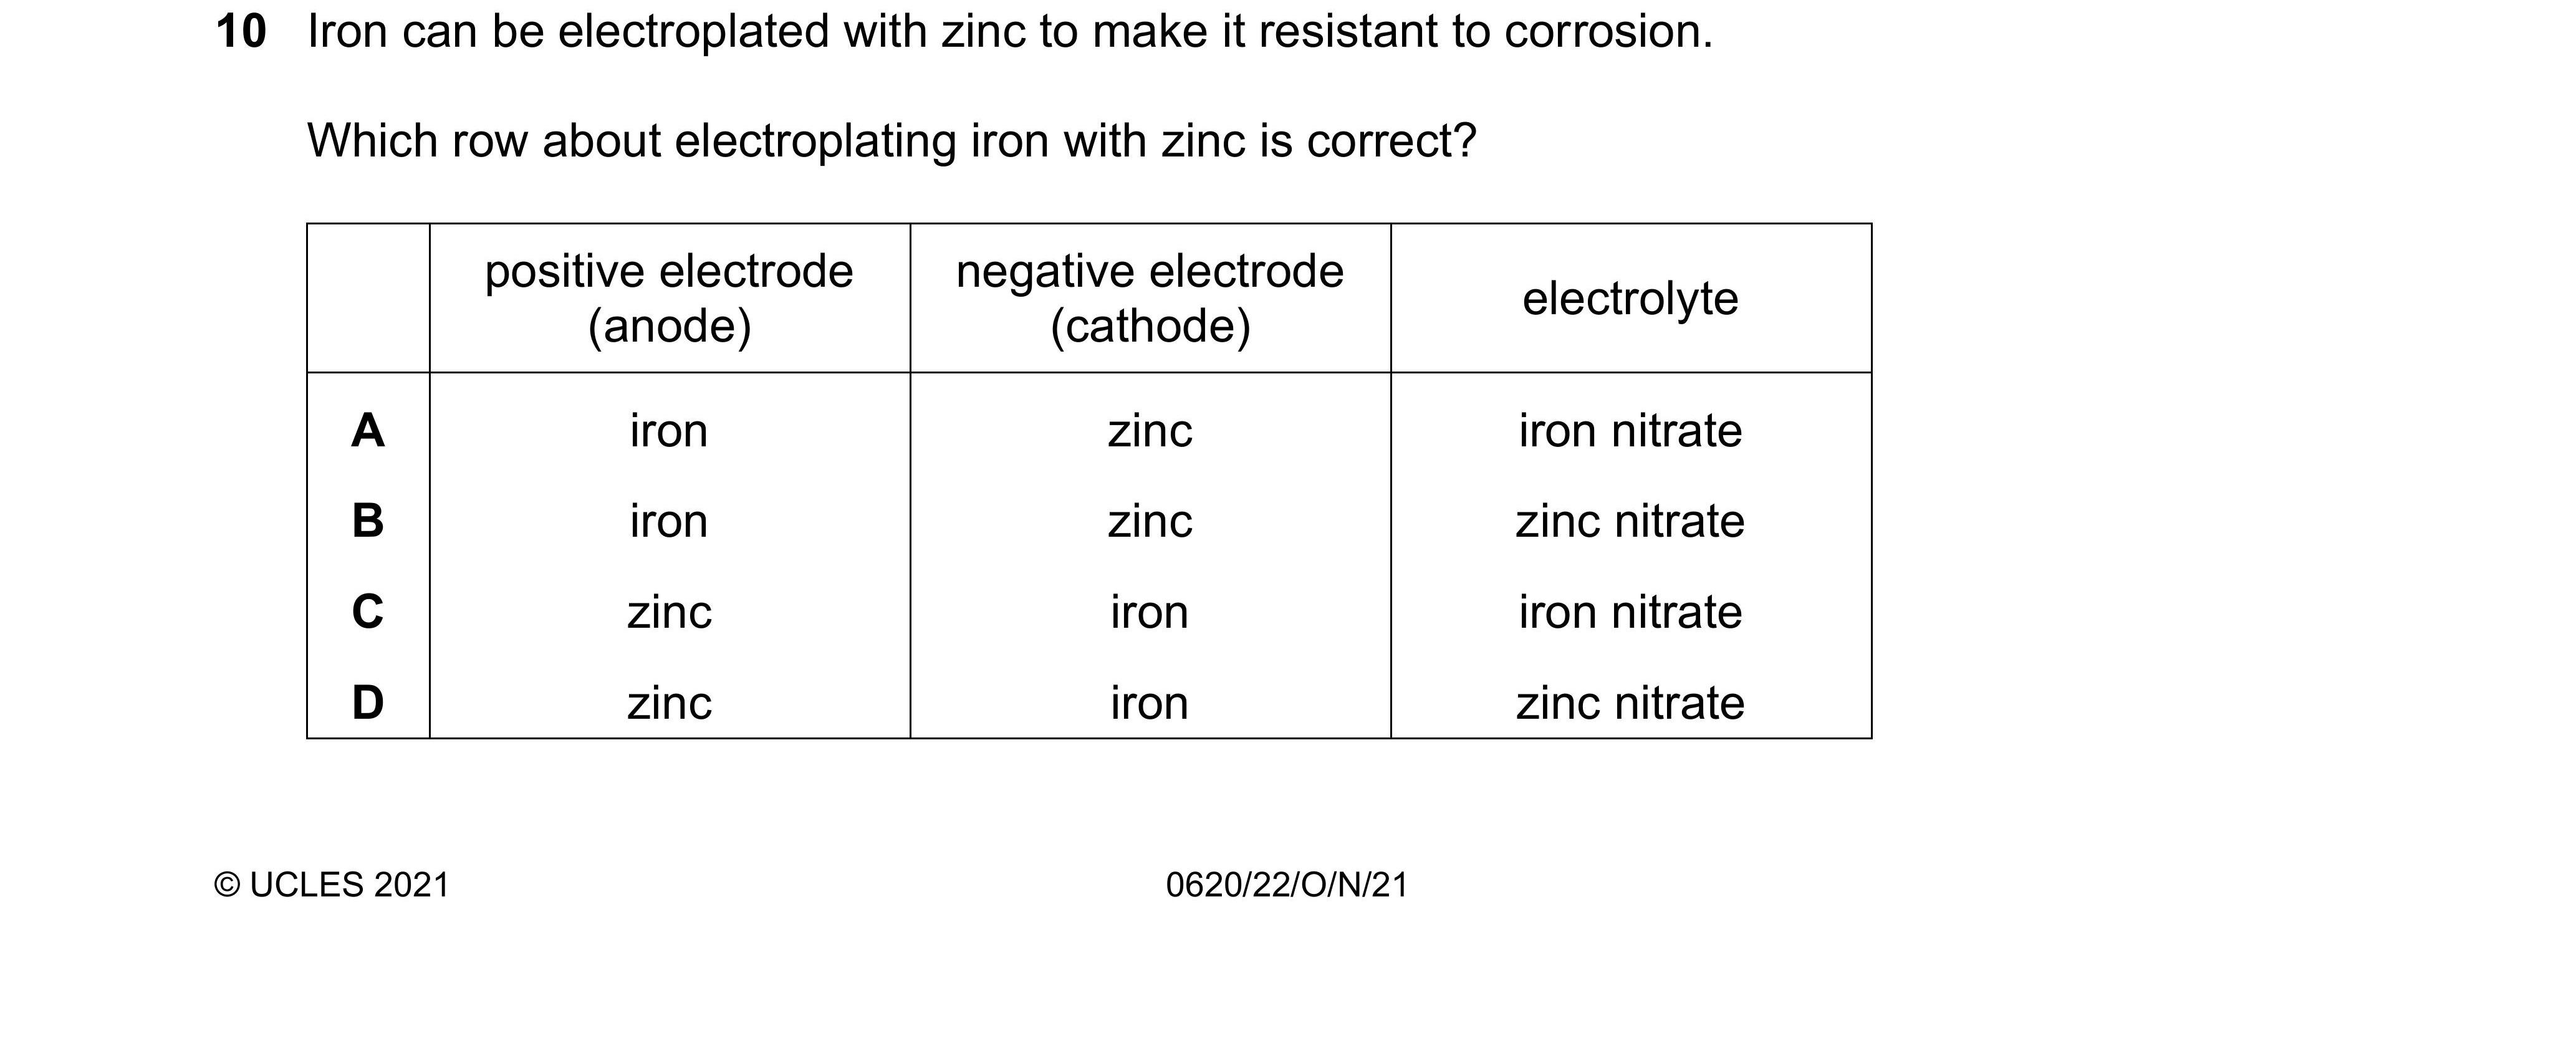 10 Iron can be electroplated with zinc to make it resistant to corrosion.
Which row about electroplating iron with zinc is correct?
positive electrode (anode) negative electrode (cathode) electrolyte
A iron zinc iron nitrate
B iron zinc zinc nitrate
C zinc iron iron nitrate
D zinc iron zinc nitrate
© UCLES 2021 0620/22/O/N/21